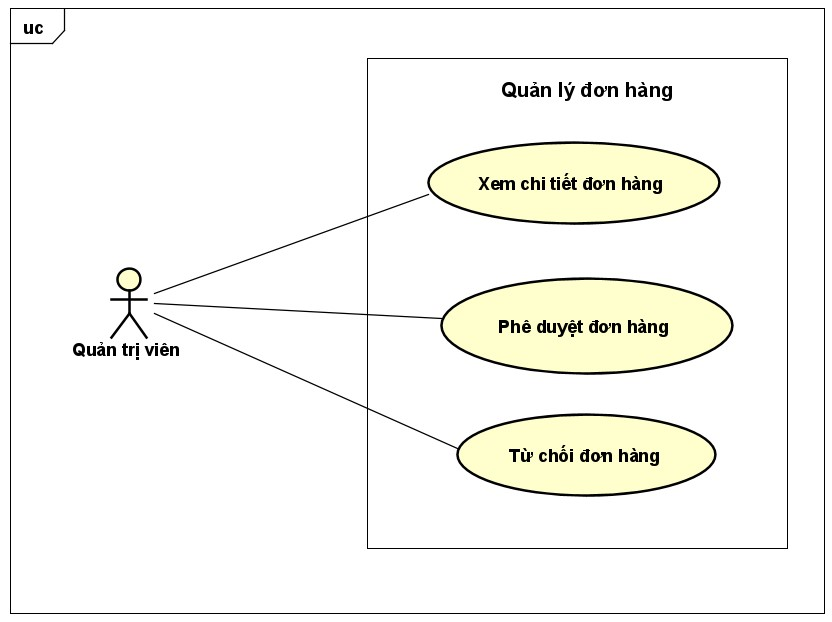 uc
Quản lý đơn hàng
Xem chi tiết đơn hàng
Phê duyệt đơn hàng
Quản trị viên
Từ chối đơn hàng